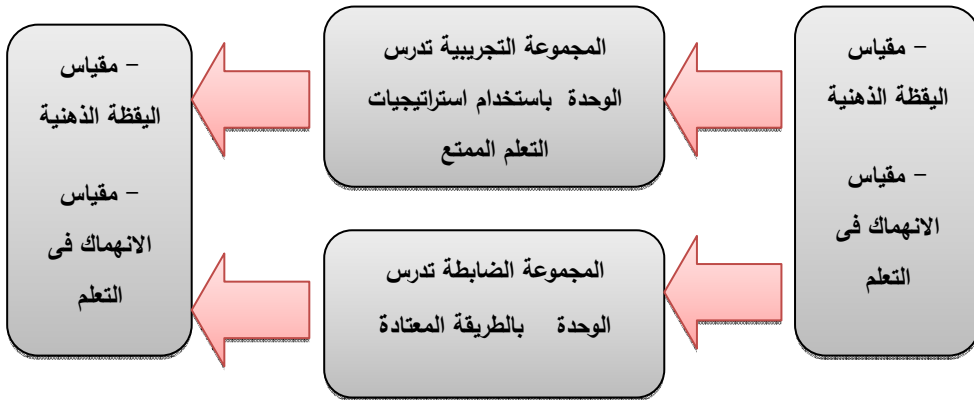 – مقياس
اليقظة الذهنية
– مقياس
الانهماك فى
التعلم
المجموعة التجريبية تدرس
الوحدة باستخدام استراتيجيات
التعلم الممتع
المجموعة الضابطة تدرس
الوحدة بالطريقة المعتادة
– مقياس
اليقظة الذهنية
– مقياس
الانهماك فى
التعلم